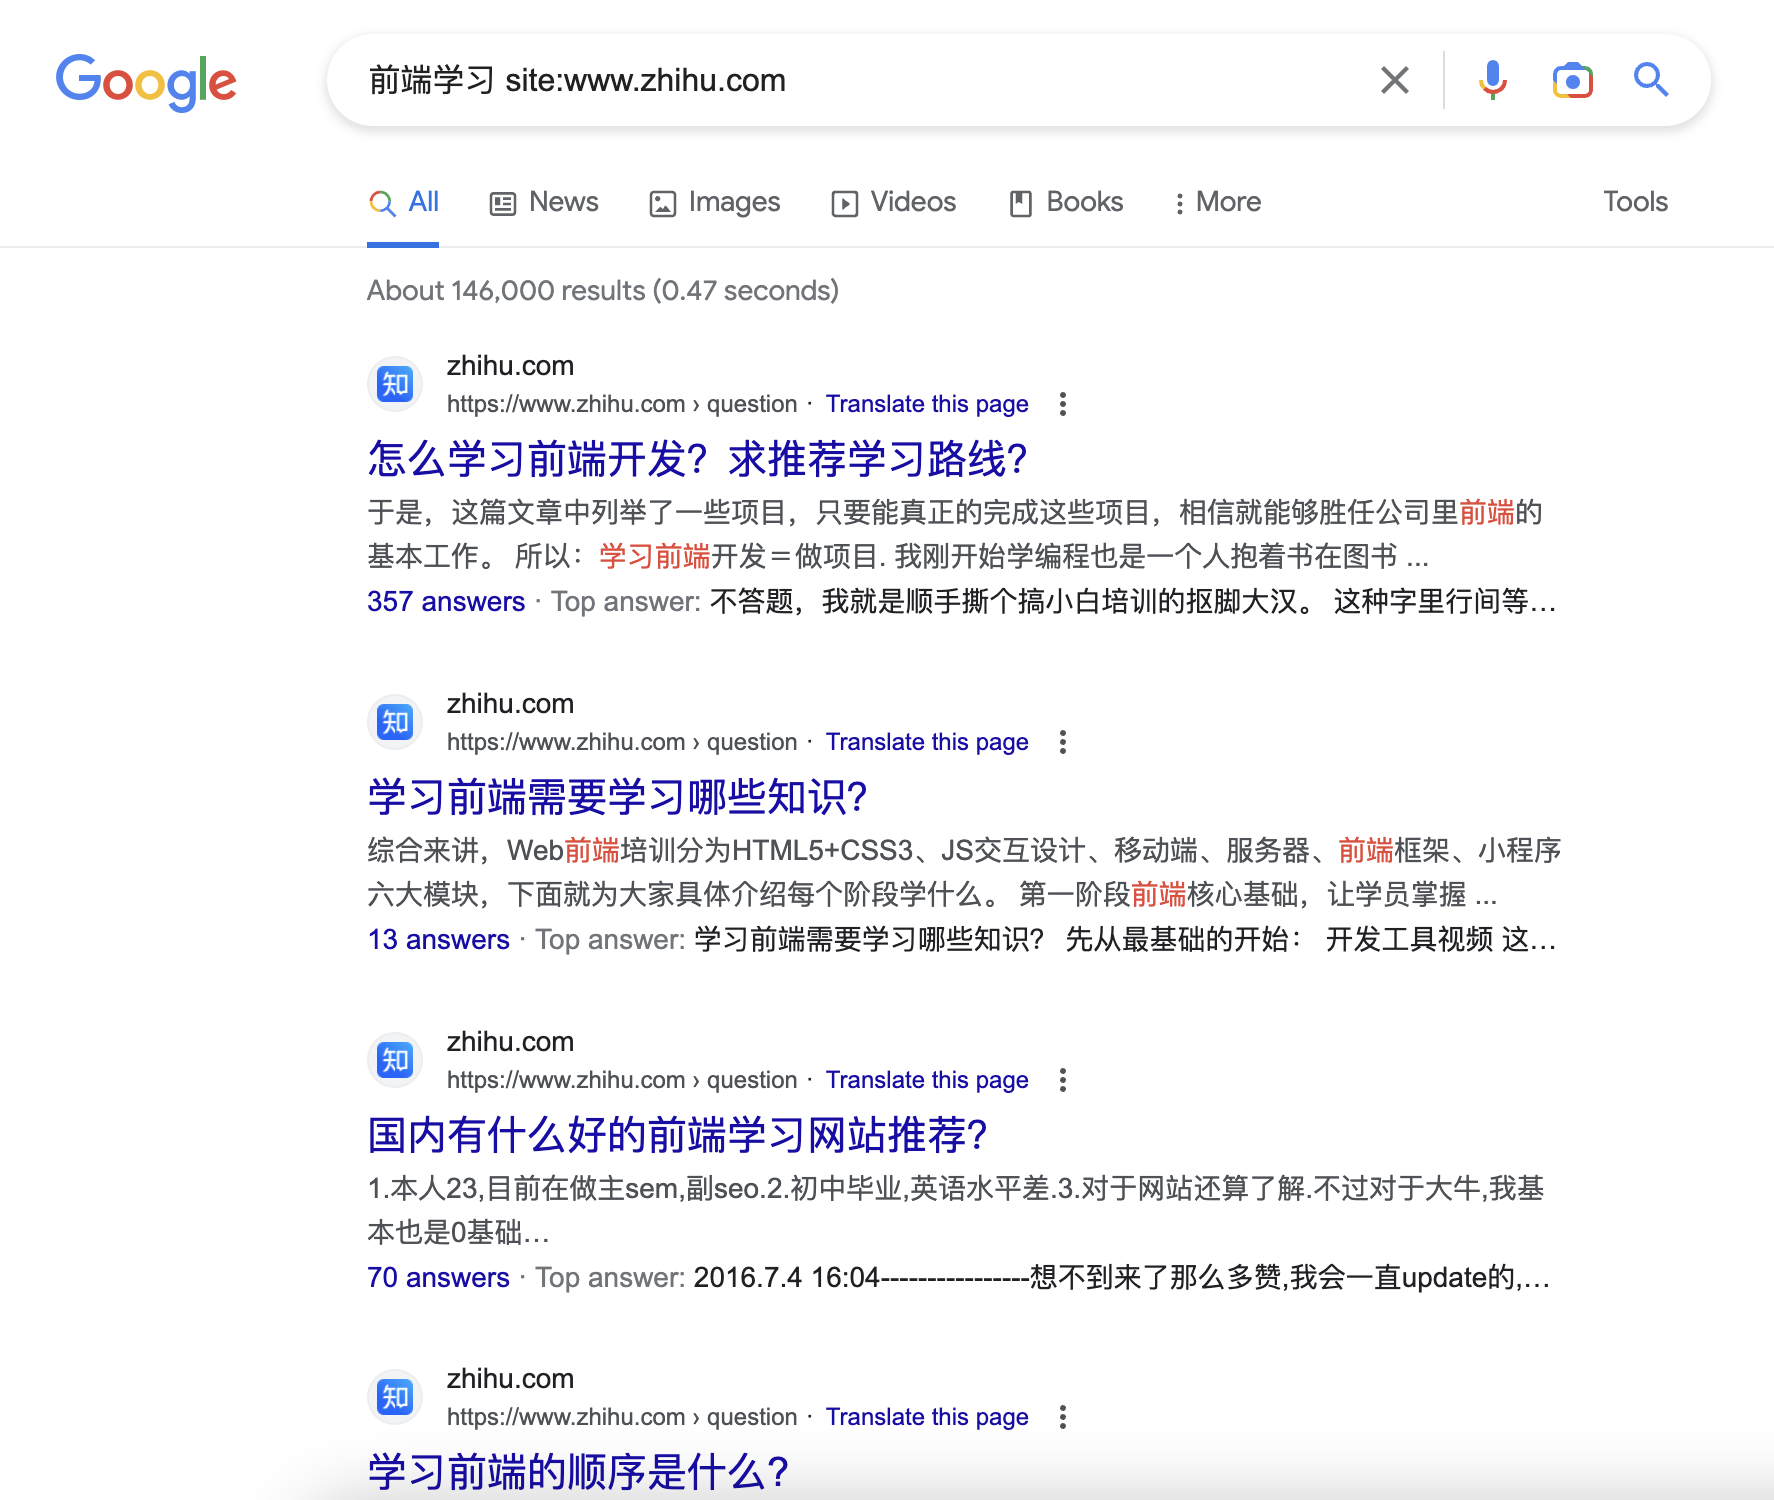 Google
前端学习 site:www.zhihu.com
All News Images Videos Books More Tools
About 146,000 results (0.47 seconds)
知 zhihu.com
https://www.zhihu.com › question · Translate this page
怎么学习前端开发？求推荐学习路线？
于是，这篇文章中列举了一些项目，只要能真正的完成这些项目，相信就能够胜任公司里前端的
基本工作。 所以：学习前端开发＝做项目. 我刚开始学编程也是一个人抱着书在图书 ...
357 answers · Top answer: 不答题，我就是顺手撕个搞小白培训的抠脚大汉。 这种字里行间等…
知 zhihu.com
https://www.zhihu.com › question · Translate this page
学习前端需要学习哪些知识？
综合来讲，Web前端培训分为HTML5+CSS3、JS交互设计、移动端、服务器、前端框架、小程序
六大模块，下面就为大家具体介绍每个阶段学什么。 第一阶段前端核心基础，让学员掌握 ...
13 answers · Top answer: 学习前端需要学习哪些知识？ 先从最基础的开始： 开发工具视频 这…
知 zhihu.com
https://www.zhihu.com › question · Translate this page
国内有什么好的前端学习网站推荐？
1.本人23,目前在做主sem,副seo.2.初中毕业,英语水平差.3.对于网站还算了解.不过对于大牛,我基
本也是0基础…
70 answers · Top answer: 2016.7.4 16:04----------------想不到来了那么多赞,我会一直update的,…
知 zhihu.com
https://www.zhihu.com › question · Translate this page
学习前端的顺序是什么？